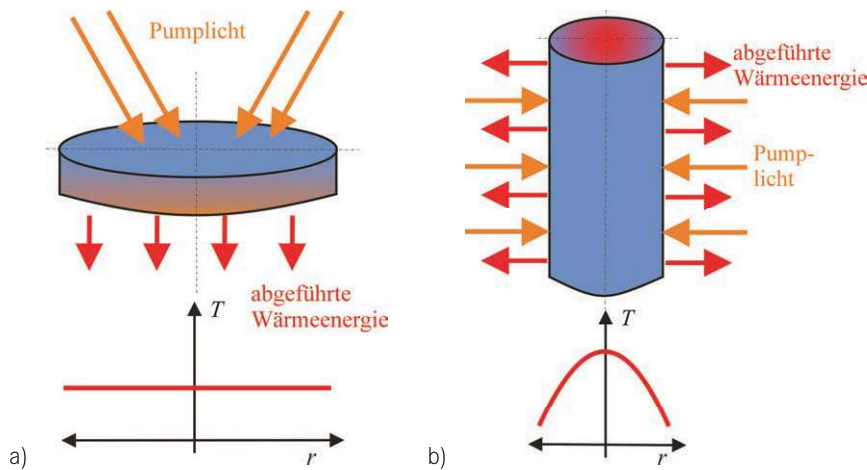 Pumplicht
abgeführte
Wärmeenergie
T
r
a)
abgeführte
Wärmeenergie
Pump-
licht
T
r
b)